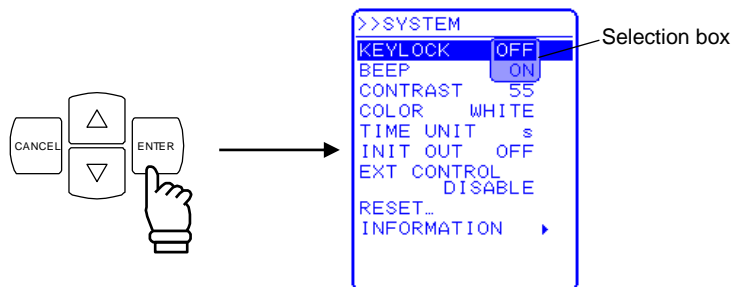 CANCEL
ENTER
>>SYSTEM
KEYLOCK OFF
BEEP ON
CONTRAST 55
COLOR WHITE
TIME UNIT s
INIT OUT OFF
EXT CONTROL
DISABLE
RESET…
INFORMATION
Selection box